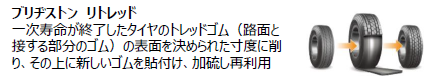 ブリヂストン リトレッド
一次寿命が終了したタイヤのトレッドゴム（路面と
接する部分のゴム）の表面を決められた寸度に削
り、その上に新しいゴムを貼付け、加硫し再利用